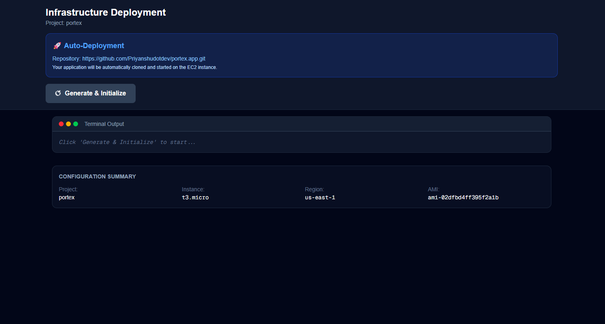 Infrastructure Deployment
Project: portex
🚀 Auto-Deployment
Repository: https://github.com/Priyanshudoitdev/portex.app.git
Your application will be automatically cloned and started on the EC2 instance.
Generate & Initialize
Terminal Output
Click 'Generate & Initialize' to start...
CONFIGURATION SUMMARY
Project: Instance: Region: AMI:
portex t3.micro us-east-1 ami-02dfbd4ff395f2a1b